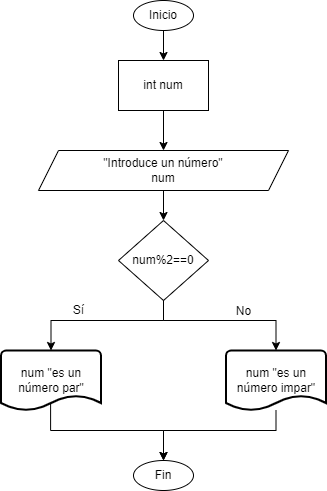 Inicio
int num
"Introduce un número"
num
num%2==0
Sí
No
num "es un
número par"
num "es un
número impar"
Fin